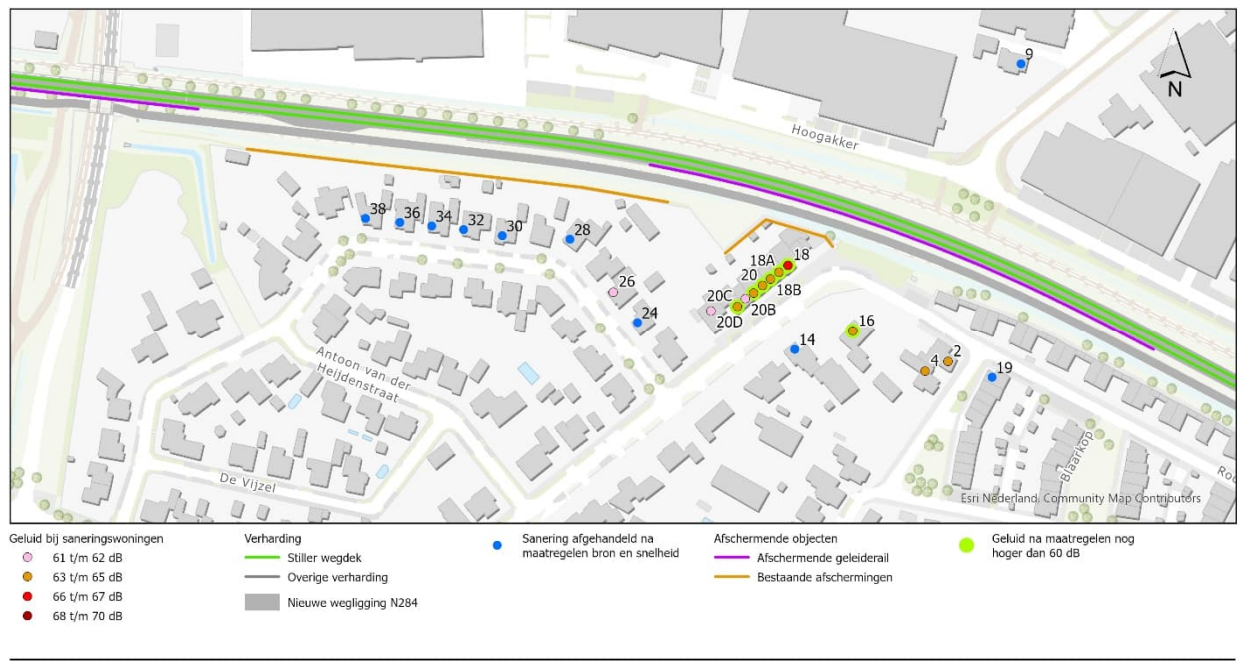 9
N
Hoogakker
38
36
34
32
30
28
26
24
18A
18
20
18B
20C
20B
20D
16
14
2
4
19
Antoon van der
Heijdenstraat
De Vijzel
Blaarkop
Esri Nederland, Community Map Contributors
Geluid bij saneringswoningen
61 t/m 62 dB
63 t/m 65 dB
66 t/m 67 dB
68 t/m 70 dB
Verharding
Stiller wegdek
Overige verharding
Nieuwe wegligging N284
Sanering afgehandeld na
maatregelen bron en snelheid
Afschermende objecten
Afschermende geleiderail
Bestaande afschermingen
Geluid na maatregelen nog
hoger dan 60 dB